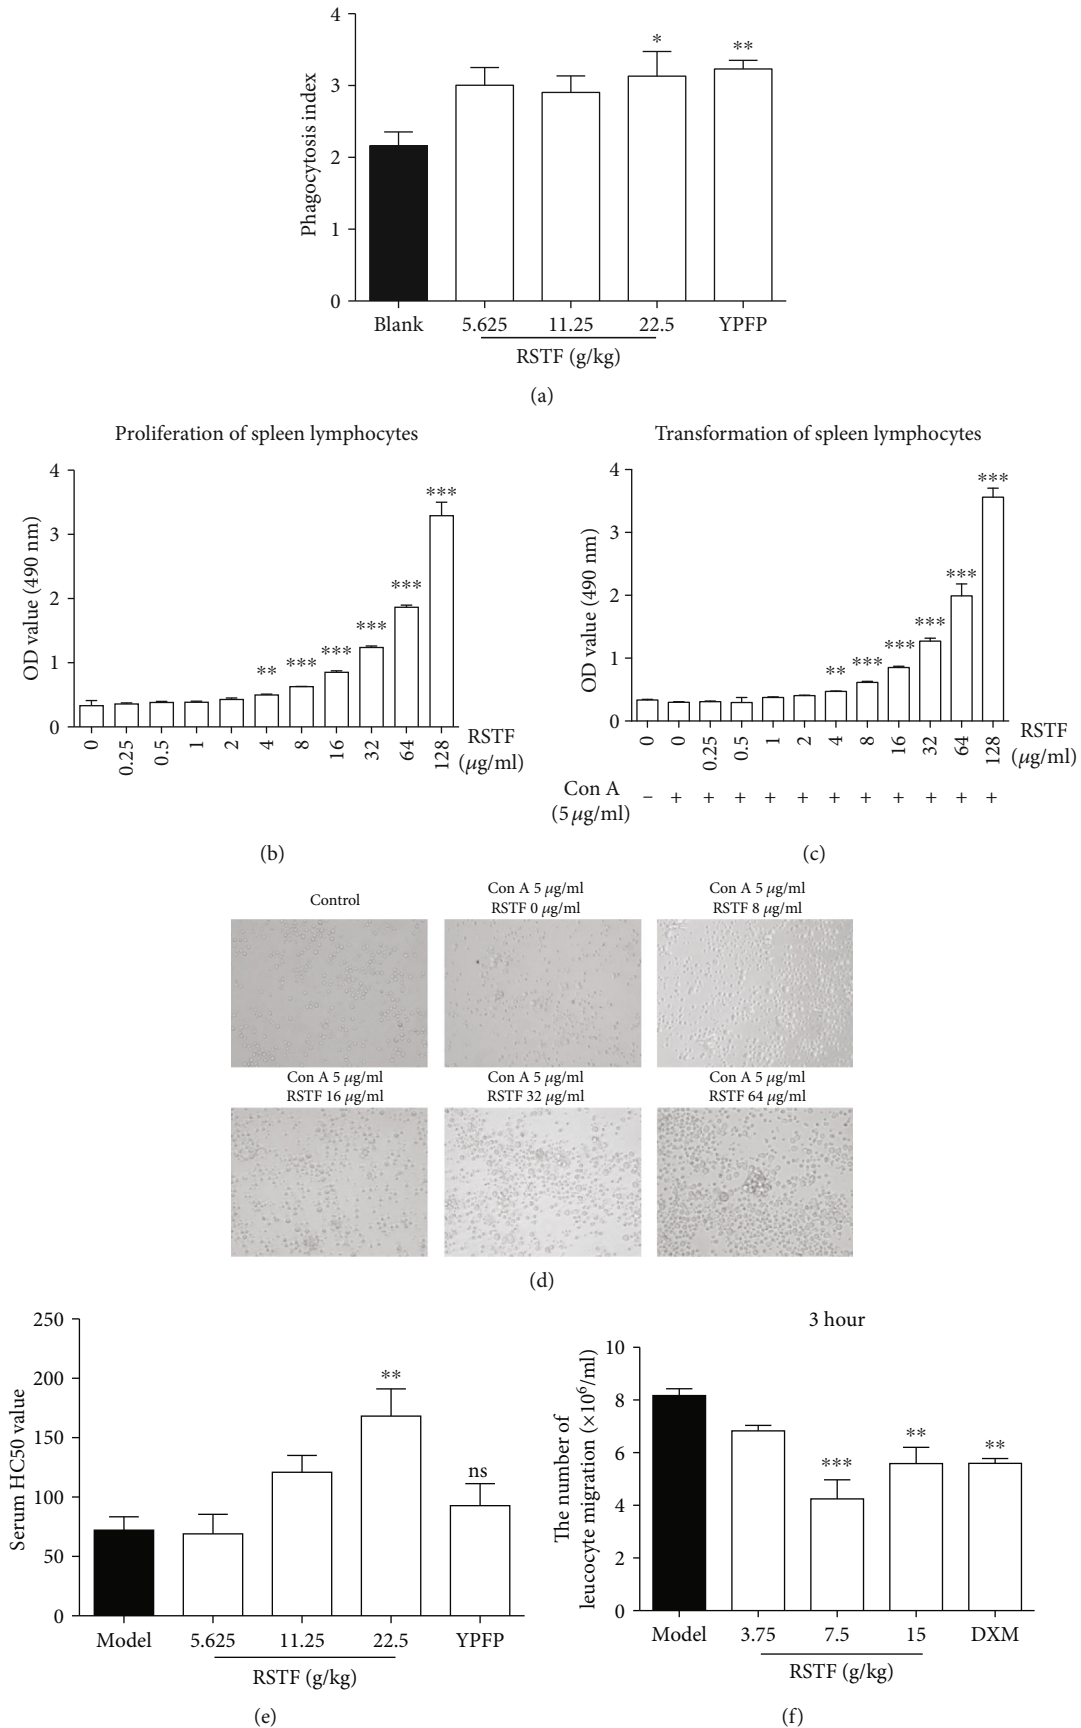 4
3
2
1
0
Phagocytosis index
*
**
Blank
5.625
11.25
22.5
YPFP
RSTF (g/kg)
(a)
Proliferation of spleen lymphocytes
4
3
2
1
0
OD value (490 nm)
**
***
***
***
***
***
0
0.25
0.5
1
2
4
8
16
32
64
128
RSTF
(μg/ml)
(b)
Transformation of spleen lymphocytes
4
3
2
1
0
OD value (490 nm)
**
***
***
***
***
***
0
0
0.25
0.5
1
2
4
8
16
32
64
128
RSTF
(μg/ml)
Con A
(5 μg/ml)
− + + + + + + + + + + +
(c)
Control
Con A 5 μg/ml
RSTF 0 μg/ml
Con A 5 μg/ml
RSTF 8 μg/ml
Con A 5 μg/ml
RSTF 16 μg/ml
Con A 5 μg/ml
RSTF 32 μg/ml
Con A 5 μg/ml
RSTF 64 μg/ml
(d)
250
200
150
100
50
0
Serum HC50 value
**
ns
Model
5.625
11.25
22.5
YPFP
RSTF (g/kg)
(e)
3 hour
10
8
6
4
2
0
The number of
leucocyte migration (×10⁶/ml)
***
**
**
Model
3.75
7.5
15
DXM
RSTF (g/kg)
(f)